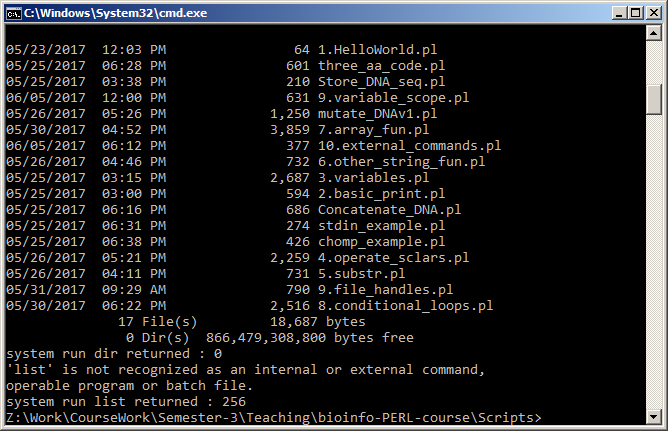 C:\Windows\System32\cmd.exe
05/23/2017  12:03 PM                64 1.HelloWorld.pl
05/25/2017  06:28 PM               601 three_aa_code.pl
05/25/2017  03:38 PM               210 Store_DNA_seq.pl
06/05/2017  12:00 PM               631 9.variable_scope.pl
05/26/2017  05:26 PM             1,250 mutate_DNAv1.pl
05/30/2017  04:52 PM             3,859 7.array_fun.pl
06/05/2017  06:12 PM               377 10.external_commands.pl
05/26/2017  04:46 PM               732 6.other_string_fun.pl
05/25/2017  03:15 PM             2,687 3.variables.pl
05/25/2017  03:00 PM               594 2.basic_print.pl
05/25/2017  06:16 PM               686 Concatenate_DNA.pl
05/25/2017  06:31 PM               274 stdin_example.pl
05/25/2017  06:38 PM               426 chomp_example.pl
05/25/2017  05:21 PM             2,259 4.operate_sclars.pl
05/26/2017  04:11 PM               731 5.substr.pl
05/31/2017  09:29 AM               790 9.file_handles.pl
05/30/2017  06:22 PM             2,516 8.conditional_loops.pl
              17 File(s)         18,687 bytes
               0 Dir(s)  866,479,308,800 bytes free
system run dir returned : 0
'list' is not recognized as an internal or external command,
operable program or batch file.
system run list returned : 256
Z:\Work\CourseWork\Semester-3\Teaching\bioinfo-PERL-course\Scripts>